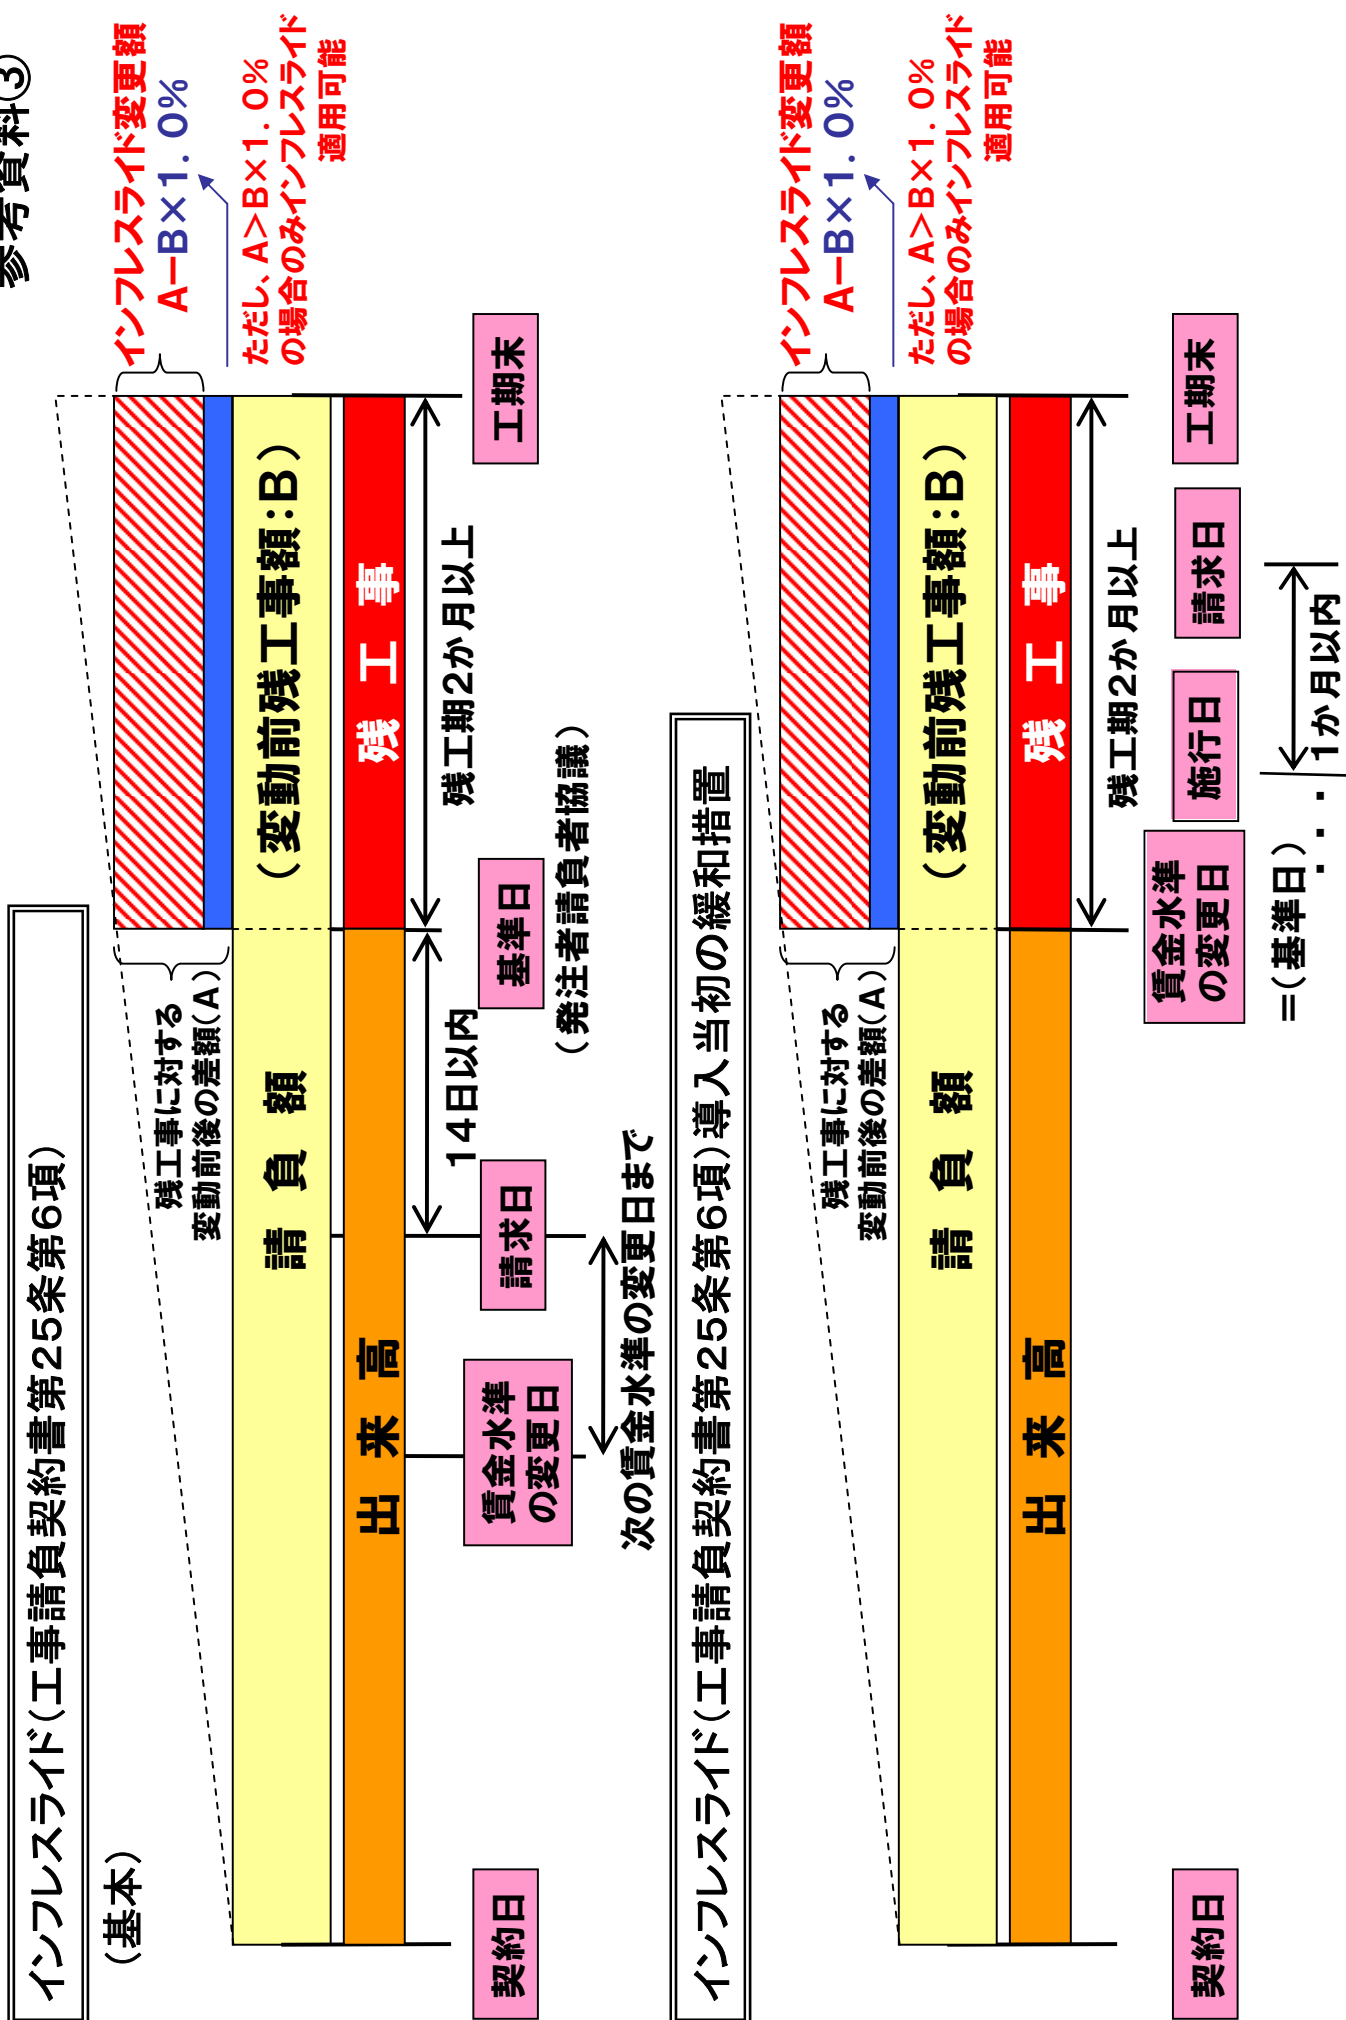 参考資料③
インフレスライド(工事請負契約書第25条第6項)
(基本)
インフレスライド変更額
A-B×1.0%
ただし、A>B×1.0%
の場合のみインフレスライド
適用可能
残工事に対する
変動前後の差額(A)
請 負 額
(変動前残工事額:B)
出 来 高
残 工 事
14日以内
残工期2か月以上
契約日
賃金水準
の変更日
請求日
基準日
工期末
(発注者請負者協議)
次の賃金水準の変更日まで
インフレスライド(工事請負契約書第25条第6項)導入当初の緩和措置
インフレスライド変更額
A-B×1.0%
ただし、A>B×1.0%
の場合のみインフレスライド
適用可能
残工事に対する
変動前後の差額(A)
請 負 額
(変動前残工事額:B)
出 来 高
残 工 事
残工期2か月以上
契約日
賃金水準
の変更日
施行日
請求日
工期末
=(基準日)
・・・
1か月以内